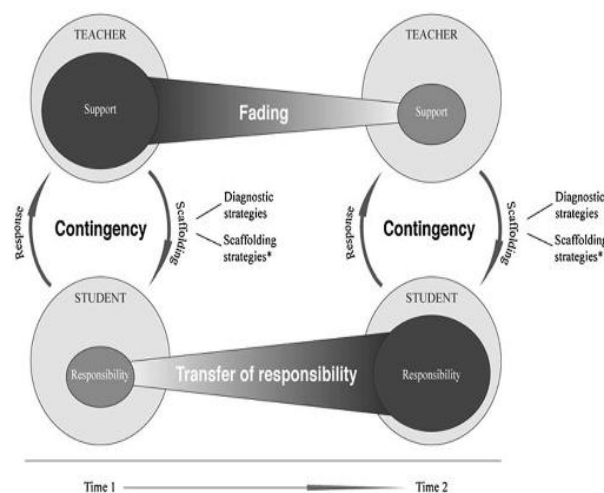 TEACHER
TEACHER
Support
Fading
Support
Response
Contingency
Scaffolding
Diagnostic
strategies
Scaffolding
strategies*
Response
Contingency
Scaffolding
Diagnostic
strategies
Scaffolding
strategies*
STUDENT
STUDENT
Responsibility
Transfer of responsibility
Responsibility
Time 1
Time 2